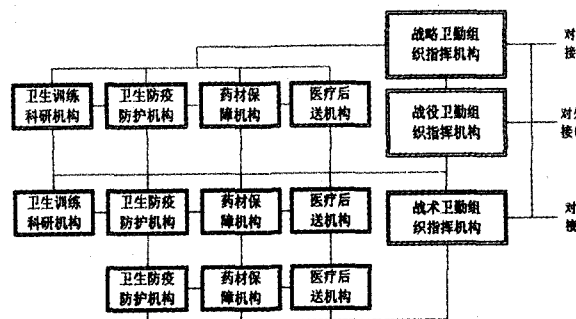 战略卫勤组
织指挥机构
对
接
卫生训练
科研机构
卫生防疫
防护机构
药材保
障机构
医疗后
送机构
战役卫勤组
织指挥机构
对外
接口
卫生训练
科研机构
卫生防疫
防护机构
药材保
障机构
医疗后
送机构
战术卫勤组
织指挥机构
对
接
卫生防疫
防护机构
药材保
障机构
医疗后
送机构